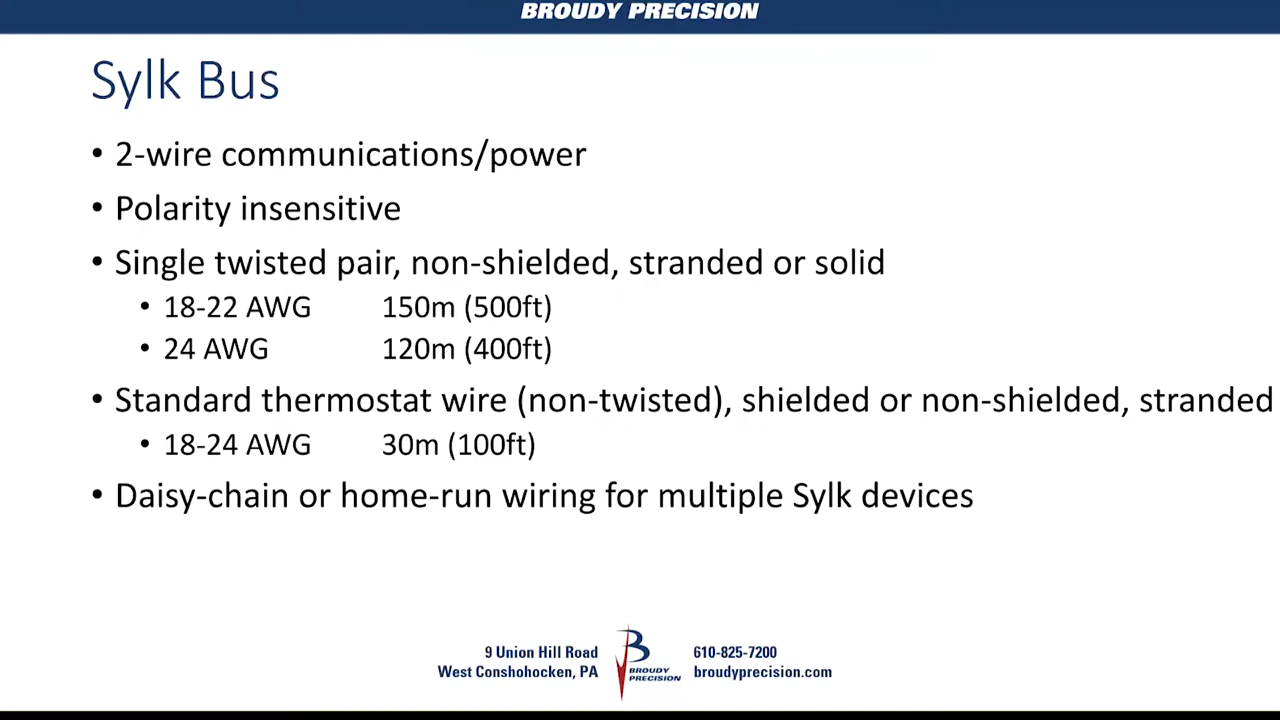 BROUDY PRECISION
Sylk Bus
• 2-wire communications/power
• Polarity insensitive
• Single twisted pair, non-shielded, stranded or solid
• 18-22 AWG 150m (500ft)
• 24 AWG 120m (400ft)
• Standard thermostat wire (non-twisted), shielded or non-shielded, stranded
• 18-24 AWG 30m (100ft)
• Daisy-chain or home-run wiring for multiple Sylk devices
9 Union Hill Road
West Conshohocken, PA
B
BROUDY
PRECISION
610-825-7200
broudyprecision.com